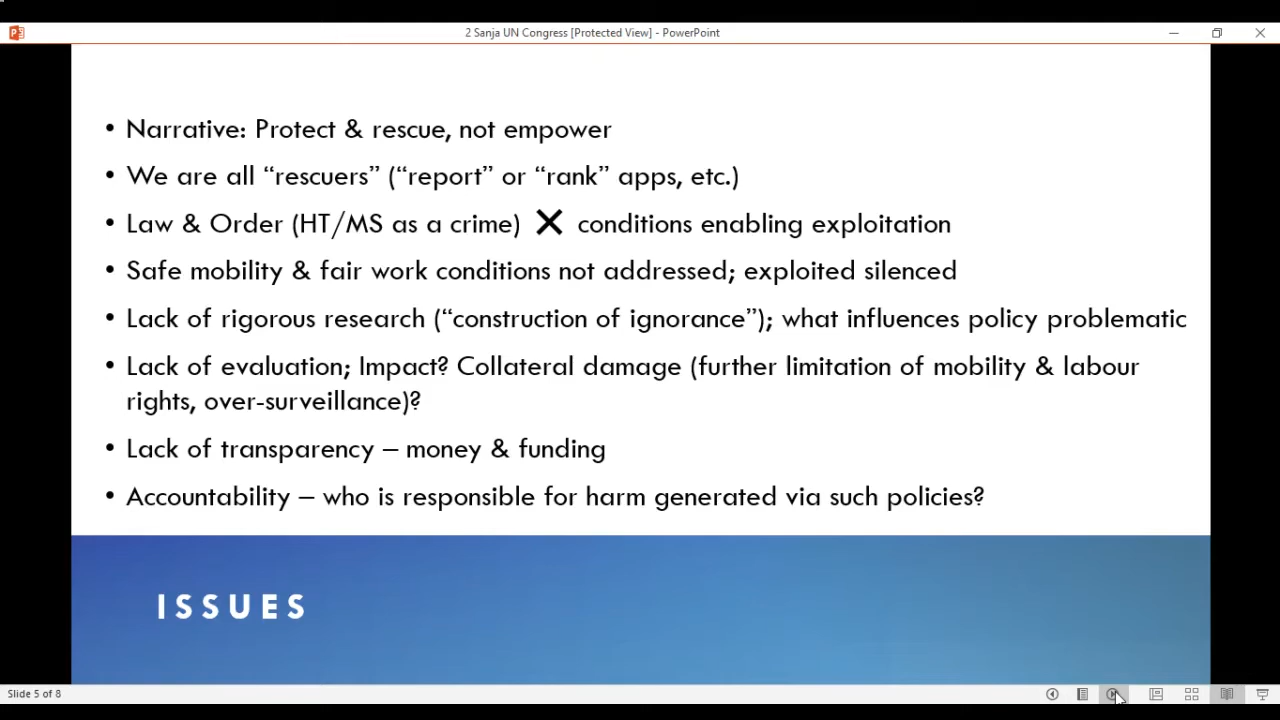 2 Sanja UN Congress [Protected View] - PowerPoint
• Narrative: Protect & rescue, not empower
• We are all “rescuers” (“report” or “rank” apps, etc.)
• Law & Order (HT/MS as a crime) ✕ conditions enabling exploitation
• Safe mobility & fair work conditions not addressed; exploited silenced
• Lack of rigorous research (“construction of ignorance”); what influences policy problematic
• Lack of evaluation; Impact? Collateral damage (further limitation of mobility & labour
rights, over-surveillance)?
• Lack of transparency – money & funding
• Accountability – who is responsible for harm generated via such policies?
ISSUES
Slide 5 of 8